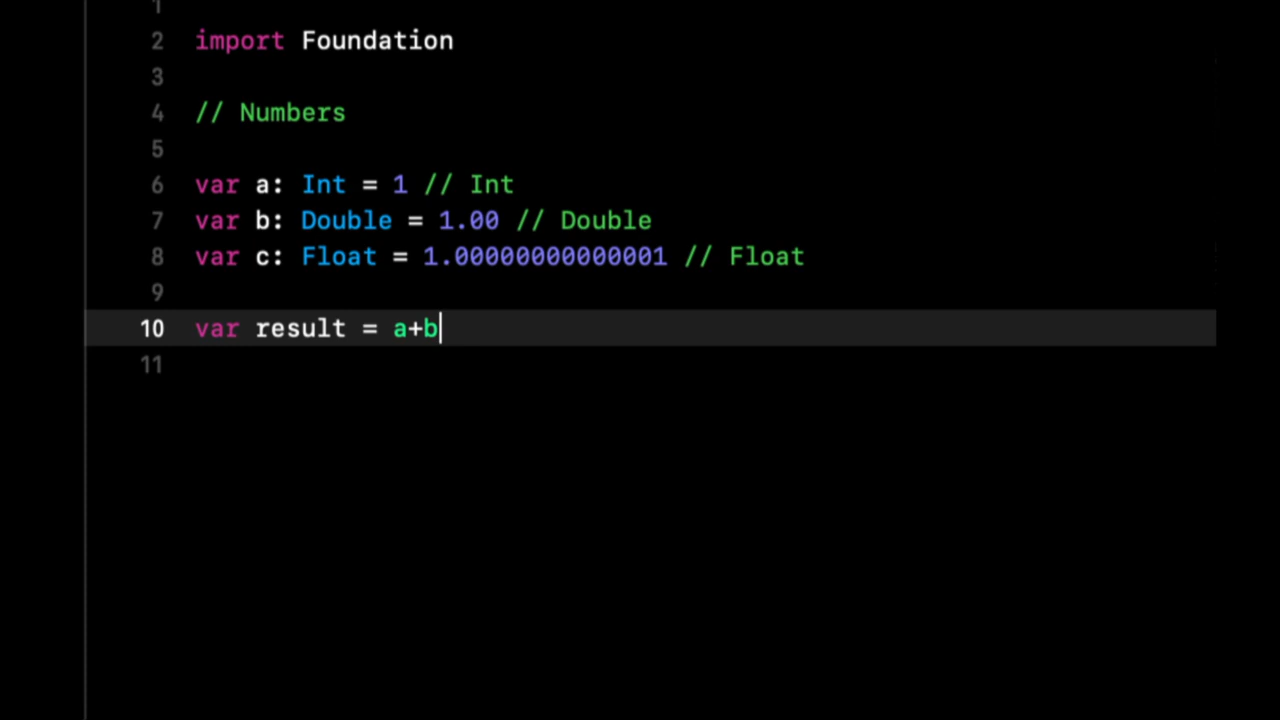 1
2 import Foundation
3
4 // Numbers
5
6 var a: Int = 1 // Int
7 var b: Double = 1.00 // Double
8 var c: Float = 1.00000000000001 // Float
9
10 var result = a+b
11